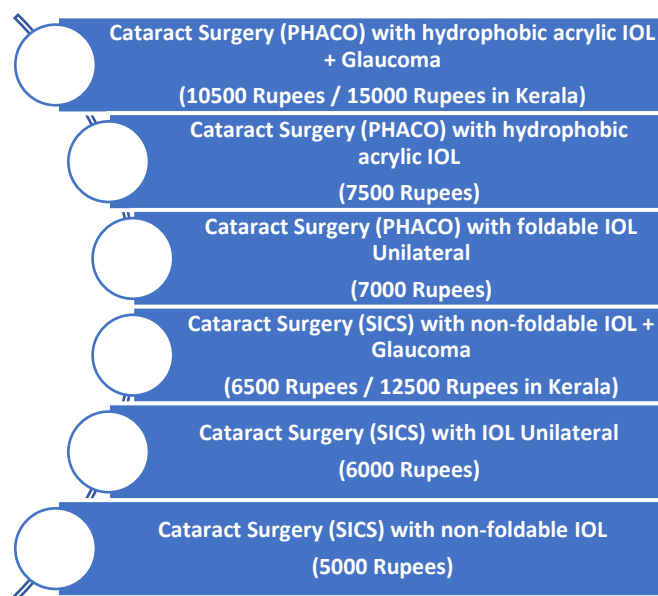 Cataract Surgery (PHACO) with hydrophobic acrylic IOL
+ Glaucoma
(10500 Rupees / 15000 Rupees in Kerala)
Cataract Surgery (PHACO) with hydrophobic
acrylic IOL
(7500 Rupees)
Cataract Surgery (PHACO) with foldable IOL
Unilateral
(7000 Rupees)
Cataract Surgery (SICS) with non-foldable IOL +
Glaucoma
(6500 Rupees / 12500 Rupees in Kerala)
Cataract Surgery (SICS) with IOL Unilateral
(6000 Rupees)
Cataract Surgery (SICS) with non-foldable IOL
(5000 Rupees)